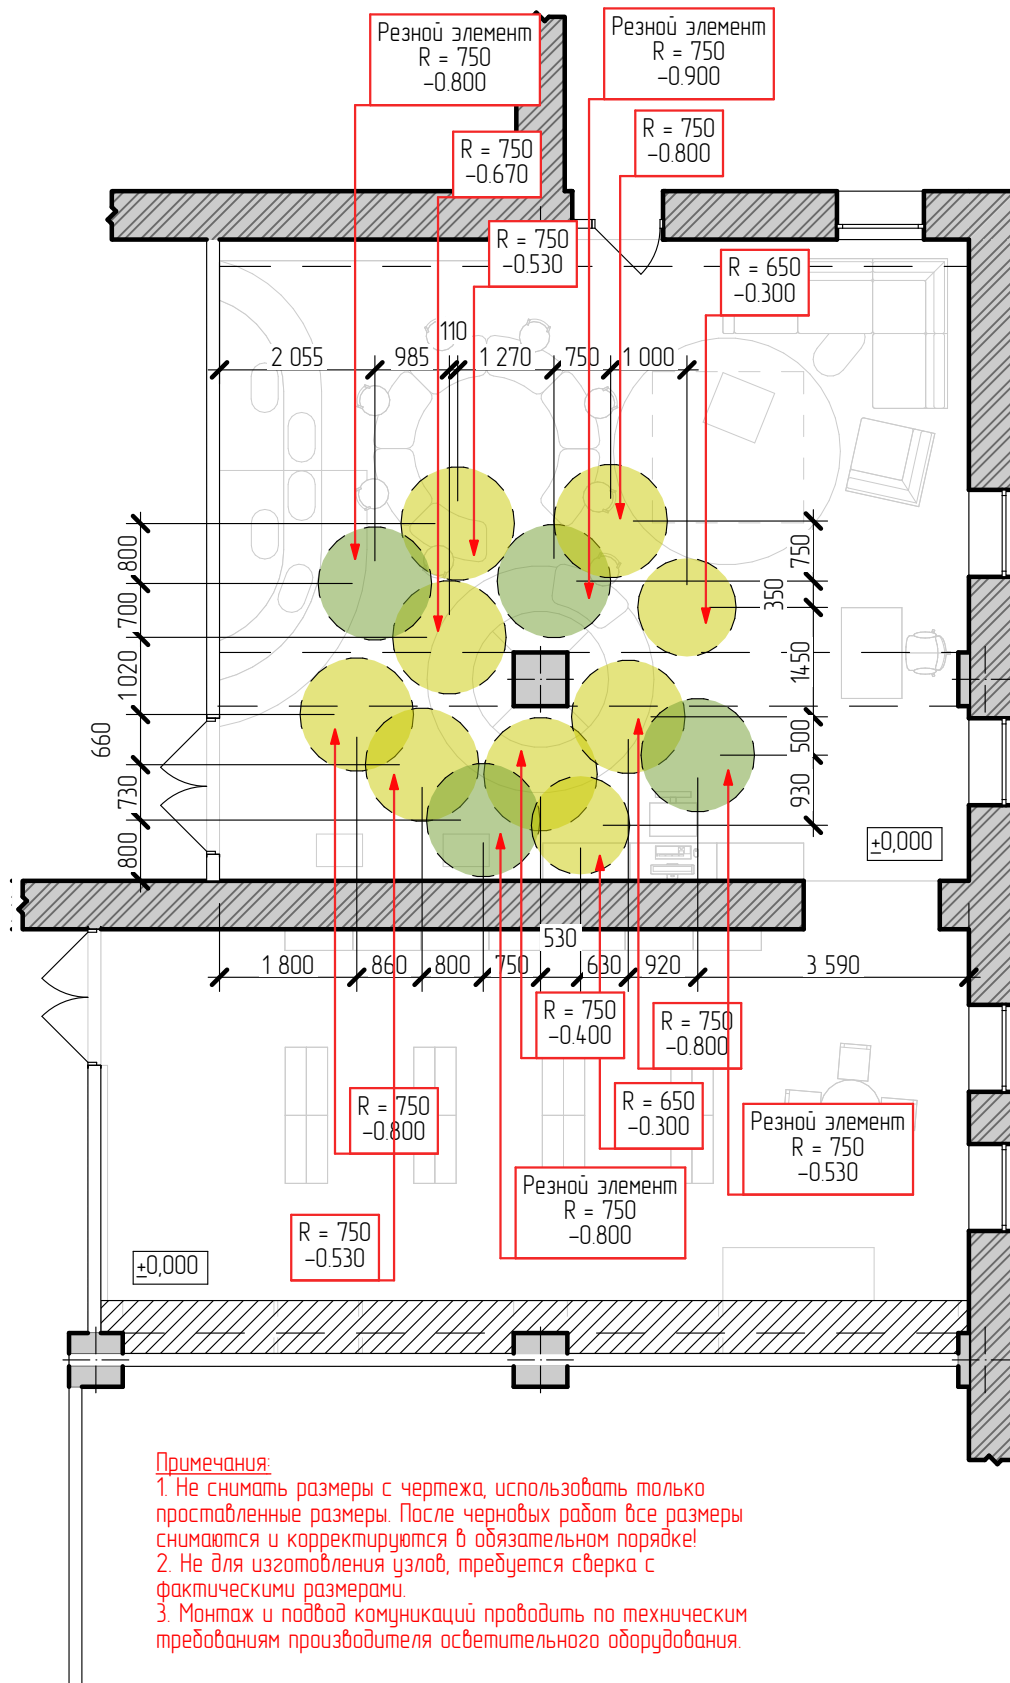 Резной элемент
R = 750
-0.800
Резной элемент
R = 750
-0.900
R = 750
-0.670
R = 750
-0.800
R = 750
-0.530
R = 650
-0.300
110
2 055
985
1 270
750
1 000
800
700
1 020
660
730
800
750
350
1450
500
930
±0,000
530
1 800
860
800
750
630
920
3 590
R = 750
-0.400
R = 750
-0.800
R = 750
-0.800
R = 650
-0.300
Резной элемент
R = 750
-0.530
Резной элемент
R = 750
-0.800
R = 750
-0.530
±0,000
Примечания:
1. Не снимать размеры с чертежа, использовать только
проставленные размеры. После черновых работ все размеры
снимаются и корректируются в обязательном порядке!
2. Не для изготовления узлов, требуется сверка с
фактическими размерами.
3. Монтаж и подвод комуникаций проводить по техническим
требованиям производителя осветительного оборудования.